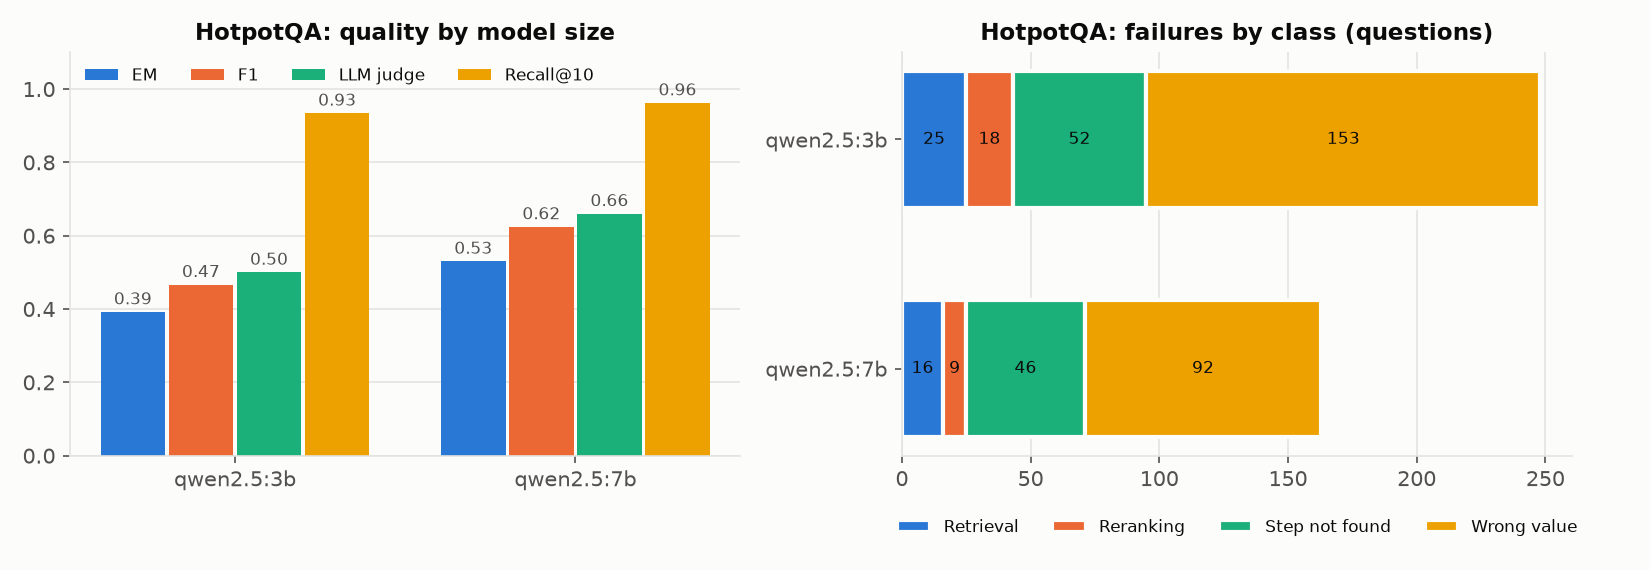 HotpotQA: quality by model size
EM F1 LLM judge Recall@10
1.0
0.8
0.6
0.4
0.2
0.0
0.39
0.47
0.50
0.93
0.53
0.62
0.66
0.96
qwen2.5:3b
qwen2.5:7b
HotpotQA: failures by class (questions)
qwen2.5:3b
25 18 52 153
qwen2.5:7b
16 9 46 92
0 50 100 150 200 250
Retrieval Reranking Step not found Wrong value